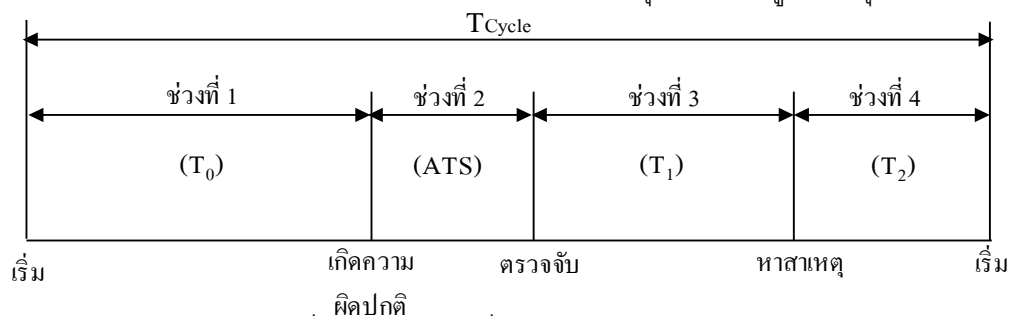 TCycle
ช่วงที่ 1 ช่วงที่ 2 ช่วงที่ 3 ช่วงที่ 4
(T0) (ATS) (T1) (T2)
เริ่ม เกิดความ ตรวจจับ หาสาเหตุ เริ่ม
ผิดปกติ